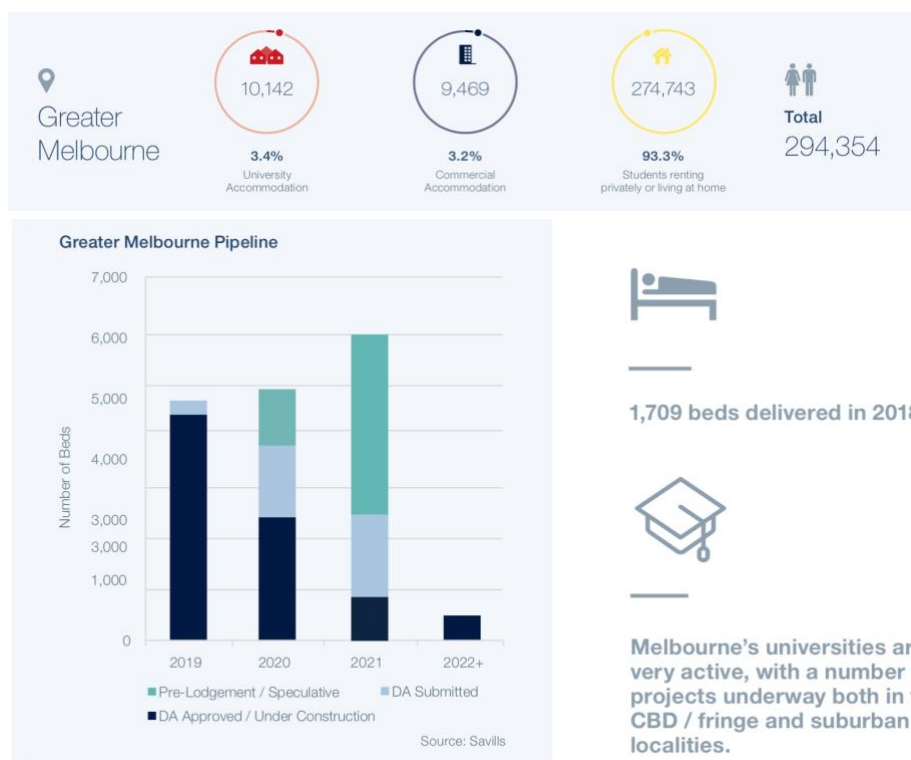 Greater
Melbourne
10,142
3.4%
University
Accommodation
9,469
3.2%
Commercial
Accommodation
274,743
93.3%
Students renting
privately or living at home
Total
294,354
Greater Melbourne Pipeline
Number of Beds
7,000
6,000
5,000
4,000
3,000
3,000
1,000
0
2019
2020
2021
2022+
Pre-Lodgement / Speculative
DA Submitted
DA Approved / Under Construction
Source: Savills
1,709 beds delivered in 2018
Melbourne's universities ar
very active, with a number
projects underway both in
CBD / fringe and suburban
localities.